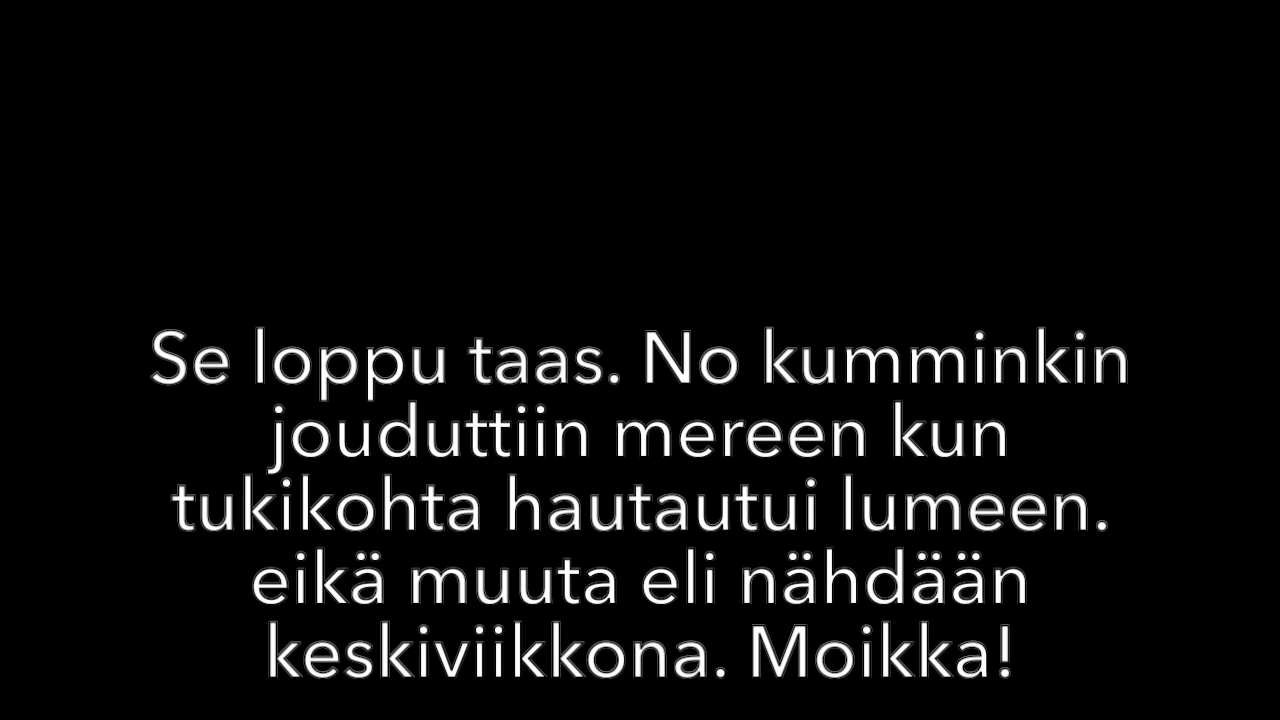 Se loppu taas. No kumminkin
jouduttiin mereen kun
tukikohta hautautui lumeen.
eikä muuta eli nähdään
keskiviikkona. Moikka!